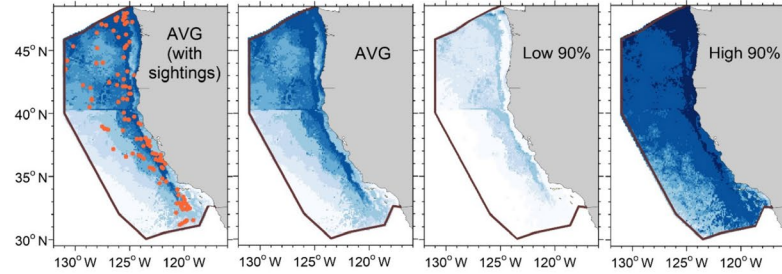 AVG
(with
sightings)
AVG
Low 90%
High 90%
45° N
40° N
35° N
30° N
130° W 125° W 120° W
130° W 125° W 120° W
130° W 125° W 120° W
130° W 125° W 120° W